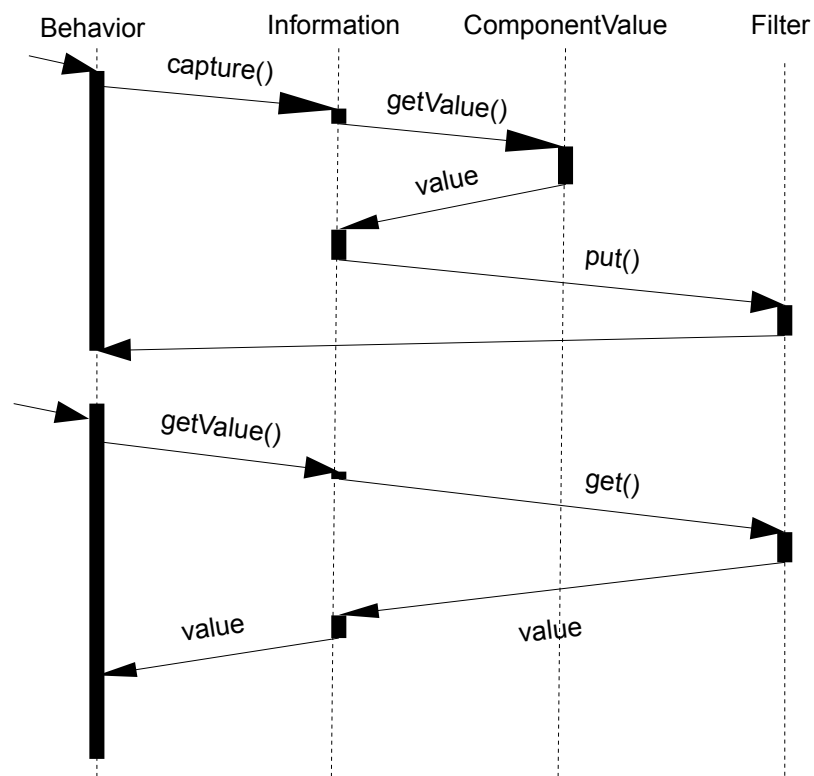 Behavior
Information
ComponentValue
Filter
capture()
getValue()
value
put()
getValue()
get()
value
value